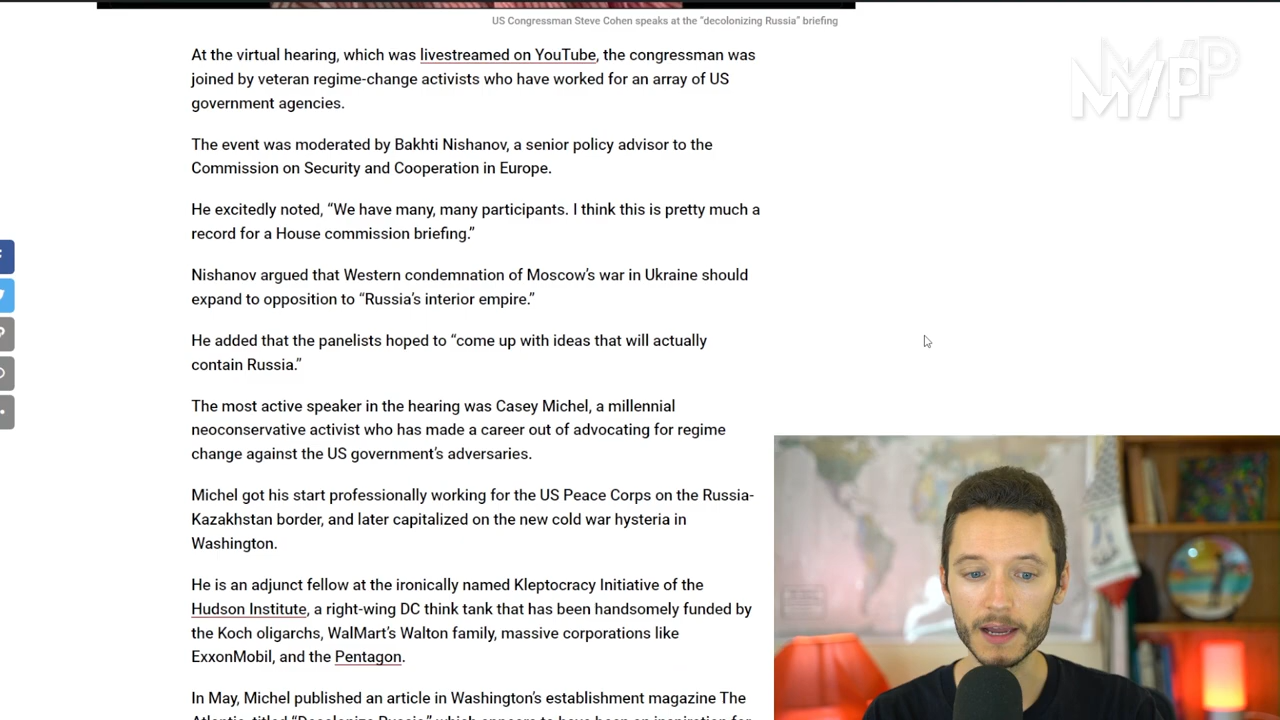 US Congressman Steve Cohen speaks at the "decolonizing Russia" briefing
M/P
At the virtual hearing, which was livestreamed on YouTube, the congressman was
joined by veteran regime-change activists who have worked for an array of US
government agencies.
The event was moderated by Bakhti Nishanov, a senior policy advisor to the
Commission on Security and Cooperation in Europe.
He excitedly noted, “We have many, many participants. I think this is pretty much a
record for a House commission briefing.”
Nishanov argued that Western condemnation of Moscow’s war in Ukraine should
expand to opposition to “Russia’s interior empire.”
He added that the panelists hoped to “come up with ideas that will actually
contain Russia.”
The most active speaker in the hearing was Casey Michel, a millennial
neoconservative activist who has made a career out of advocating for regime
change against the US government’s adversaries.
Michel got his start professionally working for the US Peace Corps on the Russia-
Kazakhstan border, and later capitalized on the new cold war hysteria in
Washington.
He is an adjunct fellow at the ironically named Kleptocracy Initiative of the
Hudson Institute, a right-wing DC think tank that has been handsomely funded by
the Koch oligarchs, WalMart’s Walton family, massive corporations like
ExxonMobil, and the Pentagon.
In May, Michel published an article in Washington’s establishment magazine The
Atlantic, titled “Decolonize Russia,” which appears to have been an inspiration for